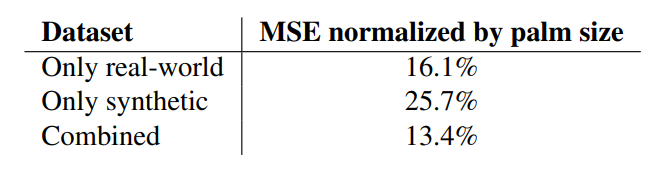 Dataset MSE normalized by palm size
Only real-world 16.1%
Only synthetic 25.7%
Combined 13.4%